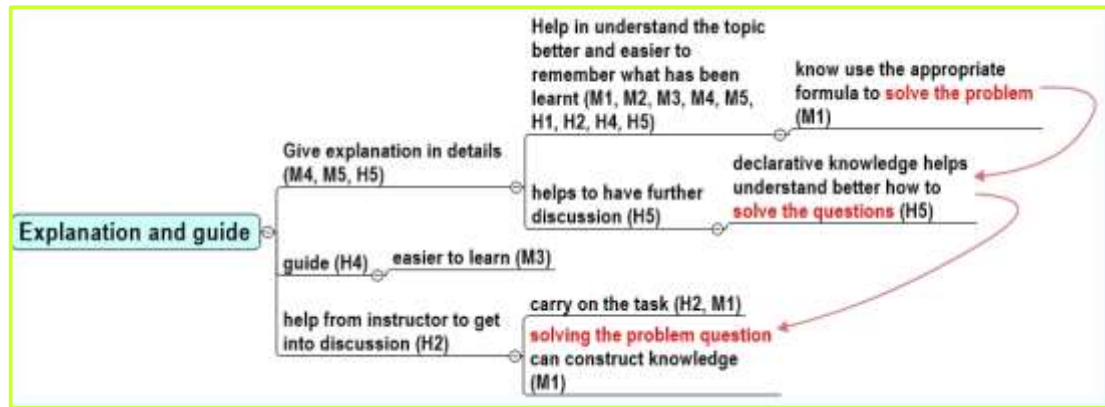 Explanation and guide
Give explanation in details
(M4, M5, H5)
Help in understand the topic
better and easier to
remember what has been
learnt (M1, M2, M3, M4, M5,
H1, H2, H4, H5)
know use the appropriate
formula to solve the problem
(M1)
helps to have further
discussion (H5)
declarative knowledge helps
understand better how to
solve the questions (H5)
guide (H4)
easier to learn (M3)
help from instructor to get
into discussion (H2)
carry on the task (H2, M1)
solving the problem question
can construct knowledge
(M1)